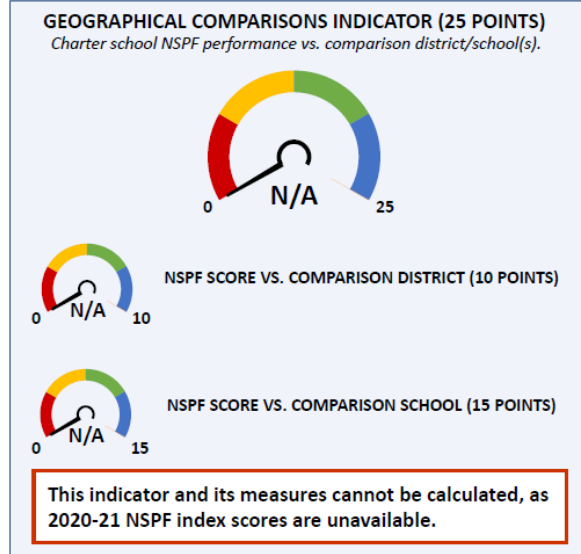 GEOGRAPHICAL COMPARISONS INDICATOR (25 POINTS)
Charter school NSPF performance vs. comparison district/school(s).
N/A
0
25
NSPF SCORE VS. COMPARISON DISTRICT (10 POINTS)
N/A
0
10
NSPF SCORE VS. COMPARISON SCHOOL (15 POINTS)
N/A
0
15
This indicator and its measures cannot be calculated, as
2020-21 NSPF index scores are unavailable.